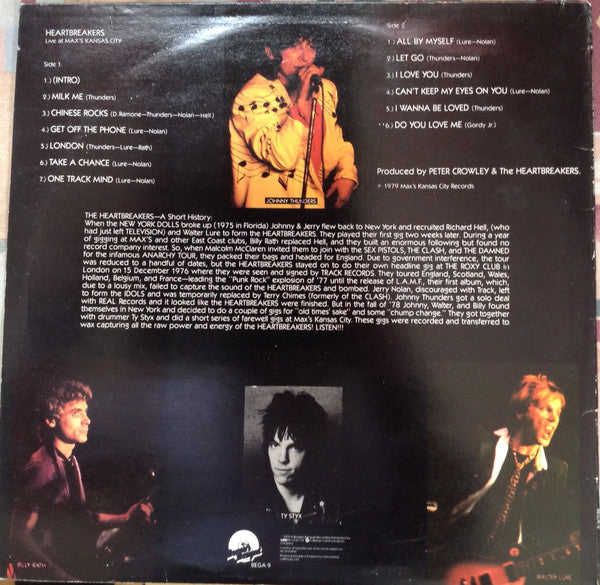 HEARTBREAKERS
Live at MAX'S KANSAS CITY
Side 1.
1.) (INTRO)
2.) MILK ME (Thunders)
3.) CHINESE ROCKS (D. Ramone—Thunders—Nolan—Hell)
4.) GET OFF THE PHONE (Lure-Nolan)
5.) LONDON (Thunders—Lure—Rath)
6.) TAKE A CHANCE (Lure-Nolan)
7.) ONE TRACK MIND (Lure-Nolan)
JOHNNY THUNDERS
Side 2.
1.) ALL BY MYSELF (Lure-Nolan)
2.) LET GO (Thunders—Nolan)
3.) I LOVE YOU (Thunders)
4.) CAN'T KEEP MY EYES ON YOU (Lure-Nolan)
5.) I WANNA BE LOVED (Thunders)
6.) DO YOU LOVE ME (Gordy Jr.)
Produced by PETER CROWLEY & The HEARTBREAKERS.
℗ 1979 Max's Kansas City Records
THE HEARTBREAKERS—A Short History:
When the NEW YORK DOLLS broke up (1975 in Florida) Johnny & Jerry flew back to New York and recruited Richard Hell, (who
had just left TELEVISION) and Walter Lure to form the HEARTBREAKERS. They played their first gig two weeks later. During a year
of gigging at MAX'S and other East Coast clubs, Billy Rath replaced Hell, and they built an enormous following but found no
record company interest. So, when Malcolm McClaren invited them to join with the SEX PISTOLS, THE CLASH, and THE DAMNED
for the infamous ANARCHY TOUR, they packed their bags and headed for England. Due to government interference, the tour
was reduced to a handful of dates, but the HEARTBREAKERS stayed on to do their own headline gig at THE ROXY CLUB in
London on 15 December 1976 where they were seen and signed by TRACK RECORDS. They toured England, Scotland, Wales,
Holland, Belgium, and France—leading the "Punk Rock" explosion of '77 until the release of L.A.M.F., their first album, which,
due to a lousy mix, failed to capture the sound of the HEARTBREAKERS and bombed. Jerry Nolan, discouraged with Track, left
to form the IDOLS and was temporarily replaced by Terry Chimes (formerly of the CLASH). Johnny Thunders got a solo deal
with REAL Records and it looked like the HEARTBREAKERS were finished. But in the fall of '78 Johnny, Walter, and Billy found
themselves in New York and decided to do a couple of gigs for "old times' sake" and some "chump change." They got together
with drummer Ty Styx and did a short series of farewell gigs at Max's Kansas City. These gigs were recorded and transferred to
wax capturing all the raw power and energy of the HEARTBREAKERS! LISTEN!!!
BILLY RATH
TY STYX
BEGA 9
WALTER LURE